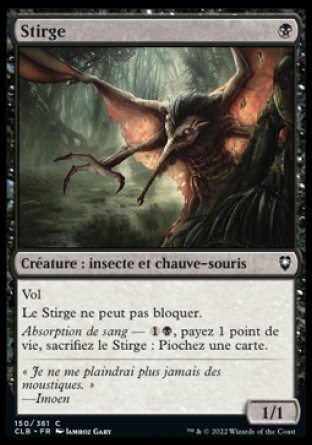 Stirge
Créature : insecte et chauve-souris
Vol
Le Stirge ne peut pas bloquer.
Absorption de sang — 1, payez 1 point de
vie, sacrifiez le Stirge : Piochez une carte.
« Je ne me plaindrai plus jamais des
moustiques. »
—Imoen
1/1
150/361 C
CLB • FR Iamroz Gary
™ & © 2022 Wizards of the Coast